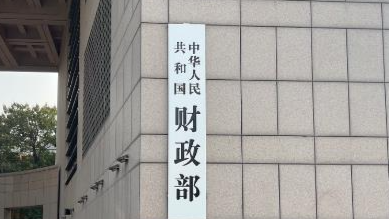 中华人民
共和国
财政部